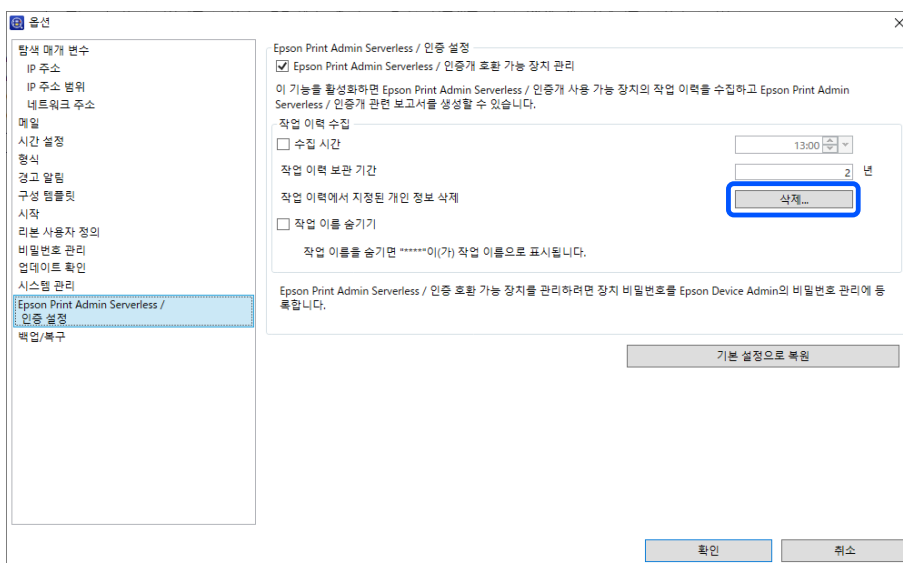 옵션
탐색 매개 변수
IP 주소
IP 주소 범위
네트워크 주소
메일
시간 설정
형식
경고 알림
구성 템플릿
시작
리본 사용자 정의
비밀번호 관리
업데이트 확인
시스템 관리
Epson Print Admin Serverless /
인증 설정
백업/복구
Epson Print Admin Serverless / 인증 설정
Epson Print Admin Serverless / 인증개 호환 가능 장치 관리
이 기능을 활성화하면 Epson Print Admin Serverless / 인증개 사용 가능 장치의 작업 이력을 수집하고 Epson Print Admin
Serverless / 인증개 관련 보고서를 생성할 수 있습니다.
작업 이력 수집
수집 시간
13:00
작업 이력 보관 기간
2 년
작업 이력에서 지정된 개인 정보 삭제
삭제...
작업 이름 숨기기
작업 이름을 숨기면 "*****"이(가) 작업 이름으로 표시됩니다.
Epson Print Admin Serverless / 인증 호환 가능 장치를 관리하려면 장치 비밀번호를 Epson Device Admin의 비밀번호 관리에 등
록합니다.
기본 설정으로 복원
확인
취소